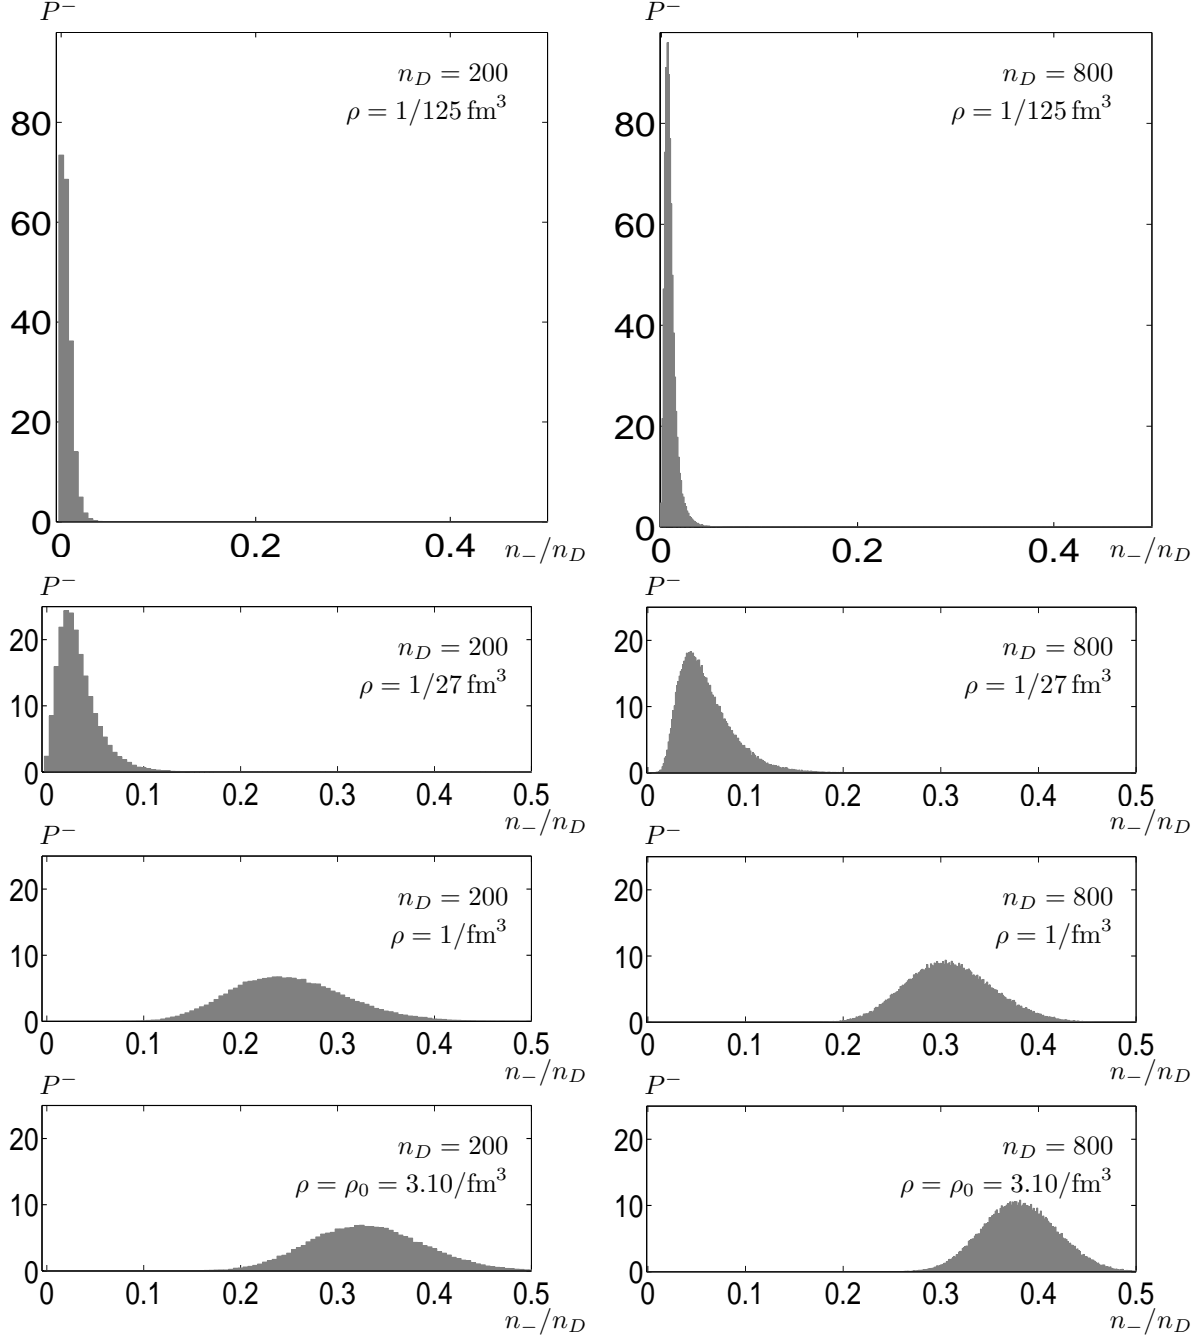 P⁻ P⁻
n_D = 200 n_D = 800
ρ = 1/125 fm³ ρ = 1/125 fm³
80 80
60 60
40 40
20 20
0 0
0 0.2 0.4 n₋/n_D 0 0.2 0.4 n₋/n_D
P⁻ P⁻
20 n_D = 200 20 n_D = 800
ρ = 1/27 fm³ ρ = 1/27 fm³
10 10
0 0
0 0.1 0.2 0.3 0.4 0.5 0 0.1 0.2 0.3 0.4 0.5
n₋/n_D n₋/n_D
P⁻ P⁻
20 n_D = 200 20 n_D = 800
ρ = 1/fm³ ρ = 1/fm³
10 10
0 0
0 0.1 0.2 0.3 0.4 0.5 0 0.1 0.2 0.3 0.4 0.5
n₋/n_D n₋/n_D
P⁻ P⁻
20 n_D = 200 20 n_D = 800
ρ = ρ₀ = 3.10/fm³ ρ = ρ₀ = 3.10/fm³
10 10
0 0
0 0.1 0.2 0.3 0.4 0.5 0 0.1 0.2 0.3 0.4 0.5
n₋/n_D n₋/n_D